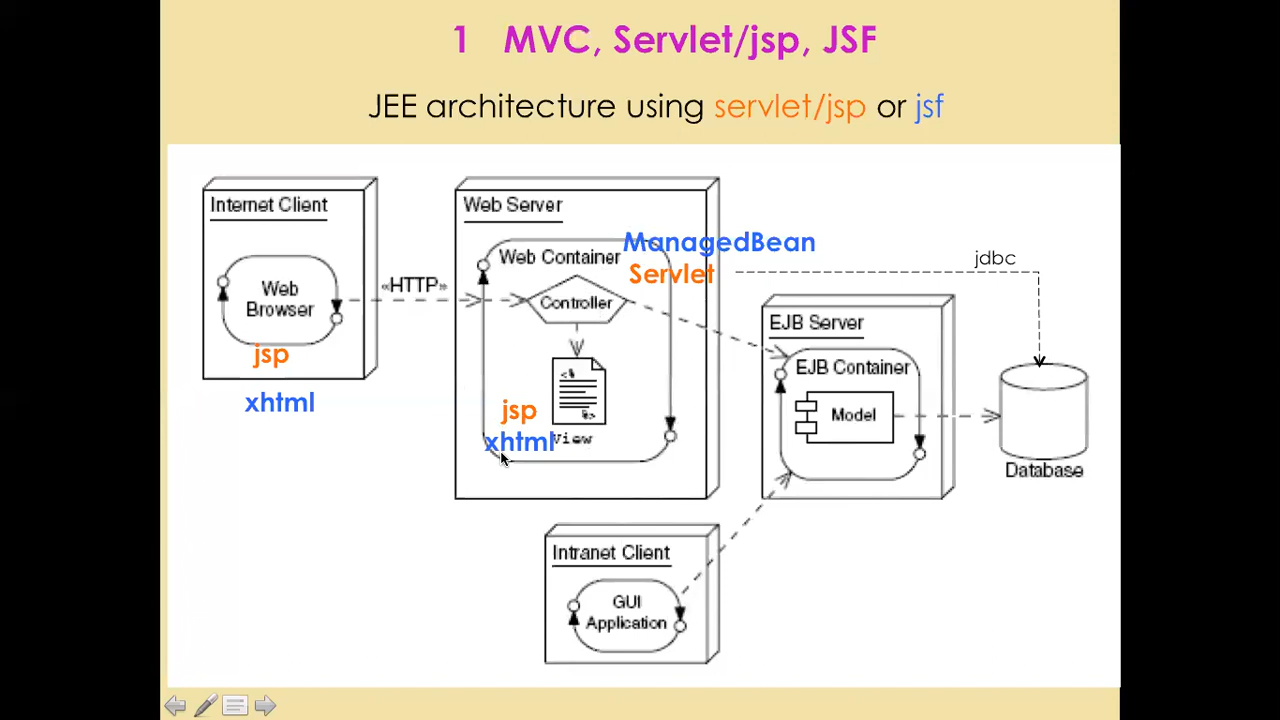 1 MVC, Servlet/jsp, JSF
JEE architecture using servlet/jsp or jsf
Internet Client
Web
Browser
jsp
xhtml
«HTTP»
Web Server
Web Container
ManagedBean
Servlet
Controller
<%
%>
jsp
xhtml
View
jdbc
EJB Server
EJB Container
Model
Database
Intranet Client
GUI
Application